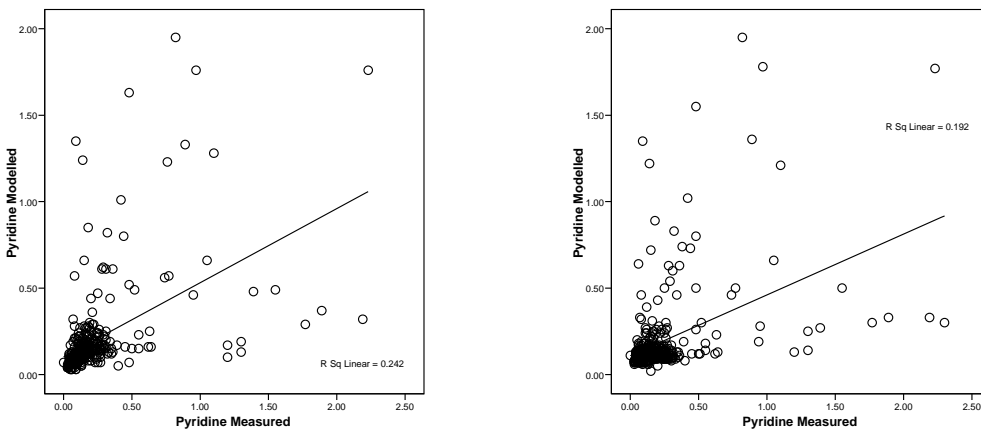 2.00
1.50
1.00
0.50
0.00
Pyridine Modelled
0.00 0.50 1.00 1.50 2.00 2.50
Pyridine Measured
R Sq Linear = 0.242
2.00
1.50
1.00
0.50
0.00
Pyridine Modelled
0.00 0.50 1.00 1.50 2.00 2.50
Pyridine Measured
R Sq Linear = 0.192